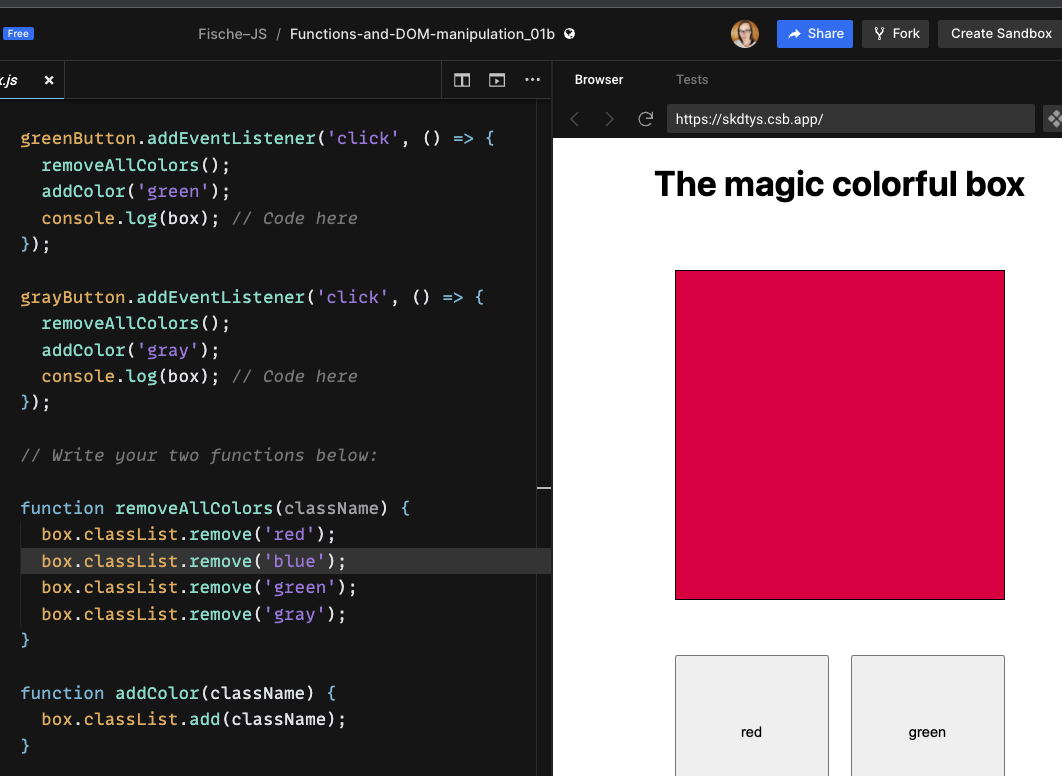 Free
Fische–JS / Functions-and-DOM-manipulation_01b
Share
Fork
Create Sandbox
.js
Browser
Tests
https://skdtys.csb.app/
greenButton.addEventListener('click', () => {
  removeAllColors();
  addColor('green');
  console.log(box); // Code here
});
grayButton.addEventListener('click', () => {
  removeAllColors();
  addColor('gray');
  console.log(box); // Code here
});
// Write your two functions below:
function removeAllColors(className) {
  box.classList.remove('red');
  box.classList.remove('blue');
  box.classList.remove('green');
  box.classList.remove('gray');
}
function addColor(className) {
  box.classList.add(className);
}
The magic colorful box
red
green